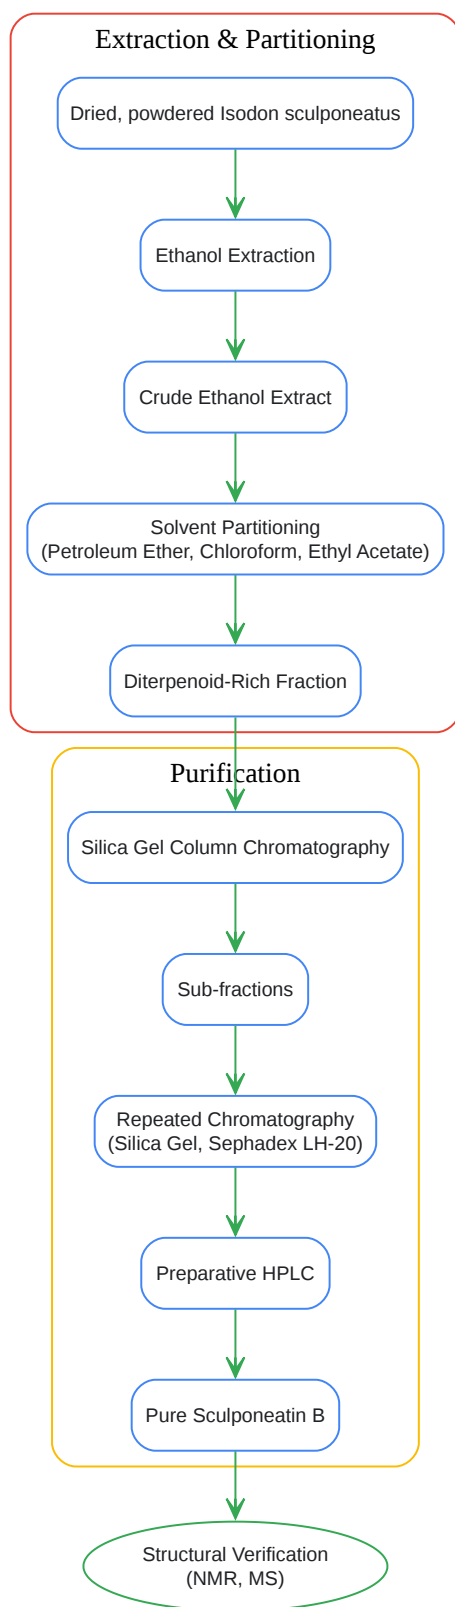 Extraction & Partitioning
Dried, powdered Isodon sculponeatus
Ethanol Extraction
Crude Ethanol Extract
Solvent Partitioning
(Petroleum Ether, Chloroform, Ethyl Acetate)
Diterpenoid-Rich Fraction
Purification
Silica Gel Column Chromatography
Sub-fractions
Repeated Chromatography
(Silica Gel, Sephadex LH-20)
Preparative HPLC
Pure Sculponeatin B
Structural Verification
(NMR, MS)